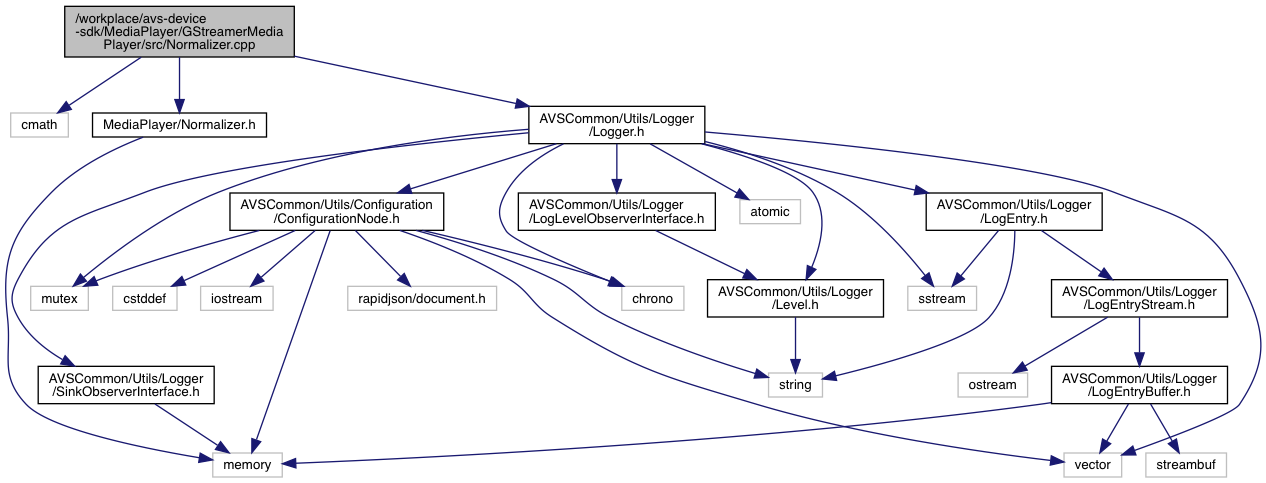 /workplace/avs-device
-sdk/MediaPlayer/GStreamerMedia
Player/src/Normalizer.cpp
cmath
MediaPlayer/Normalizer.h
AVSCommon/Utils/Logger
/Logger.h
AVSCommon/Utils/Configuration
/ConfigurationNode.h
AVSCommon/Utils/Logger
/LogLevelObserverInterface.h
atomic
AVSCommon/Utils/Logger
/LogEntry.h
mutex
cstddef
iostream
rapidjson/document.h
chrono
AVSCommon/Utils/Logger
/Level.h
sstream
AVSCommon/Utils/Logger
/LogEntryStream.h
AVSCommon/Utils/Logger
/SinkObserverInterface.h
string
ostream
AVSCommon/Utils/Logger
/LogEntryBuffer.h
memory
vector
streambuf